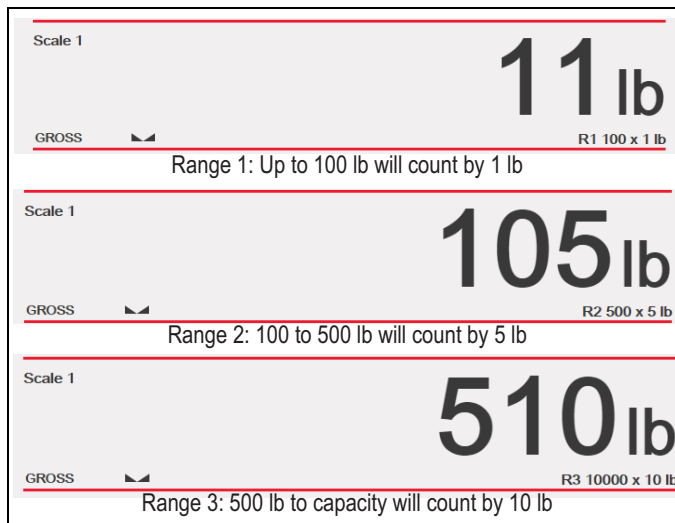 Scale 1
11 lb
GROSS R1 100 x 1 lb
Range 1: Up to 100 lb will count by 1 lb
Scale 1
105 lb
GROSS R2 500 x 5 lb
Range 2: 100 to 500 lb will count by 5 lb
Scale 1
510 lb
GROSS R3 10000 x 10 lb
Range 3: 500 lb to capacity will count by 10 lb